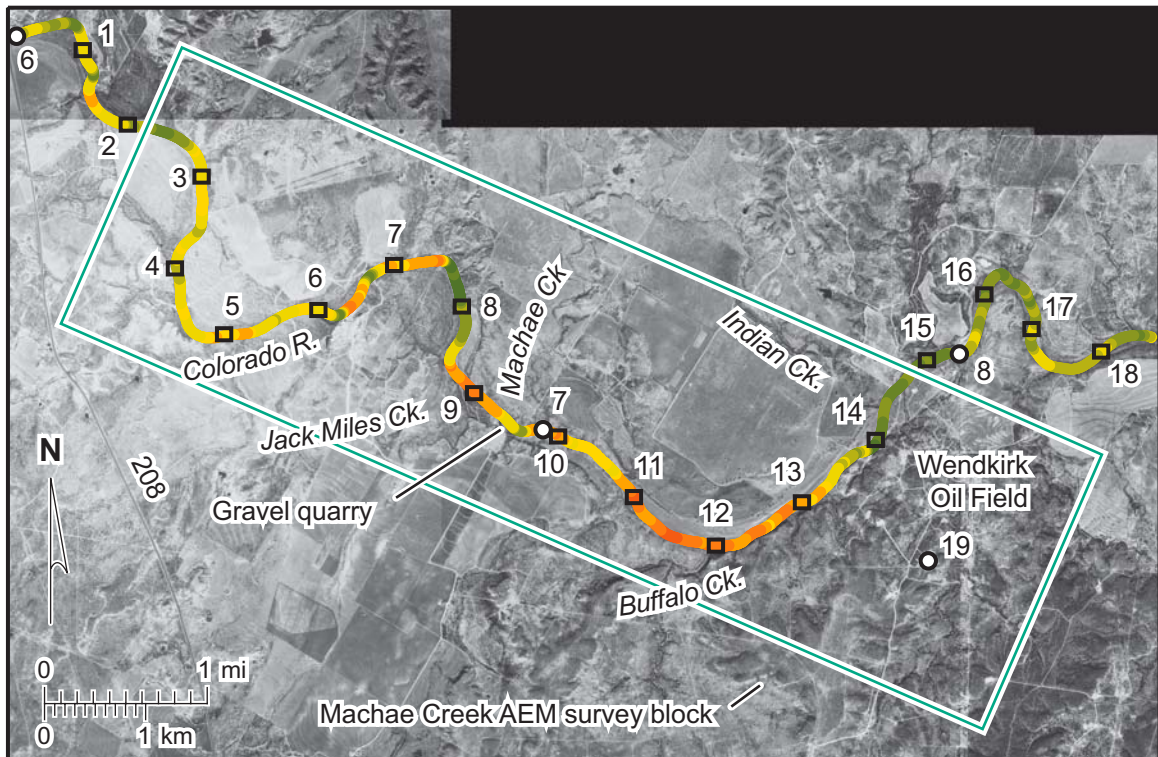 6
1
2
3
4
5
6
7
8
9
7
10
11
12
13
14
15
8
16
17
18
19
Colorado R.
Machae Ck
Indian Ck.
Jack Miles Ck.
Gravel quarry
208
Buffalo Ck.
Wendkirk
Oil Field
Machae Creek AEM survey block
N
0 1 mi
0 1 km